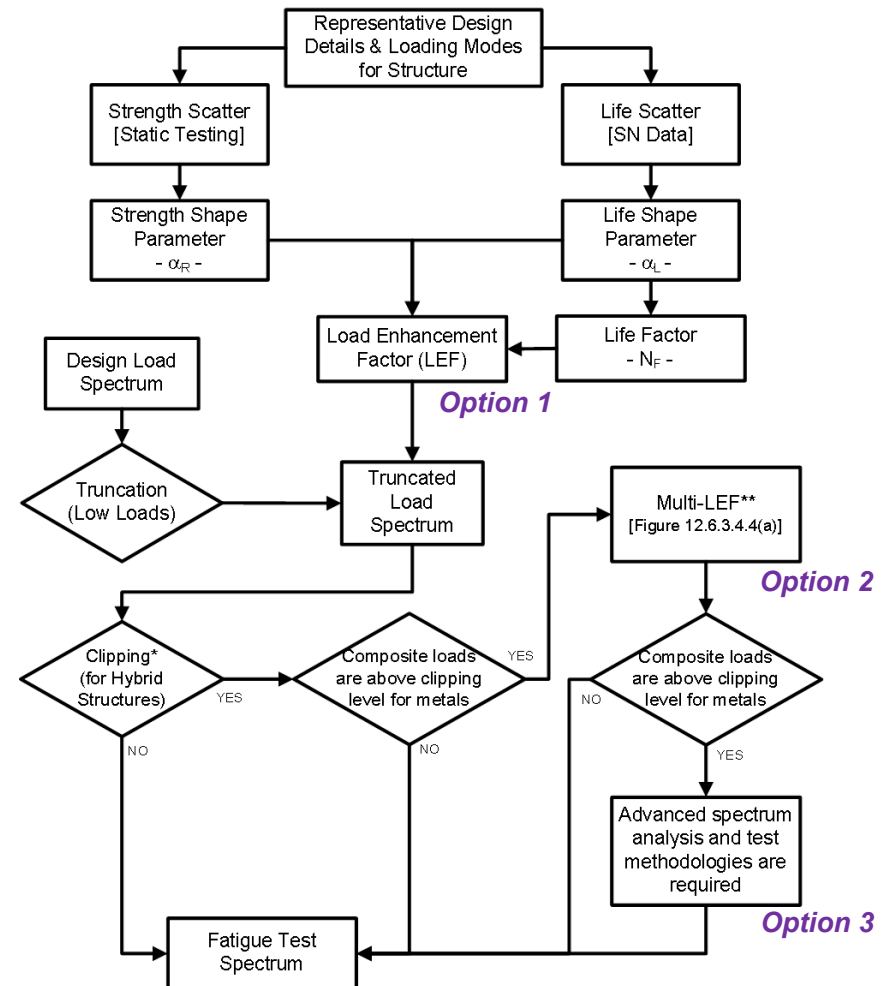 Representative Design
Details & Loading Modes
for Structure
Strength Scatter
[Static Testing]
Life Scatter
[SN Data]
Strength Shape
Parameter
- αR -
Life Shape
Parameter
- αL -
Load Enhancement
Factor (LEF)
Life Factor
- NF -
Option 1
Design Load
Spectrum
Truncation
(Low Loads)
Truncated
Load
Spectrum
Multi-LEF**
[Figure 12.6.3.4.4(a)]
Option 2
Clipping*
(for Hybrid
Structures)
YES
NO
Composite loads
are above clipping
level for metals
YES
NO
Composite loads
are above clipping
level for metals
NO
YES
Advanced spectrum
analysis and test
methodologies are
required
Option 3
Fatigue Test
Spectrum